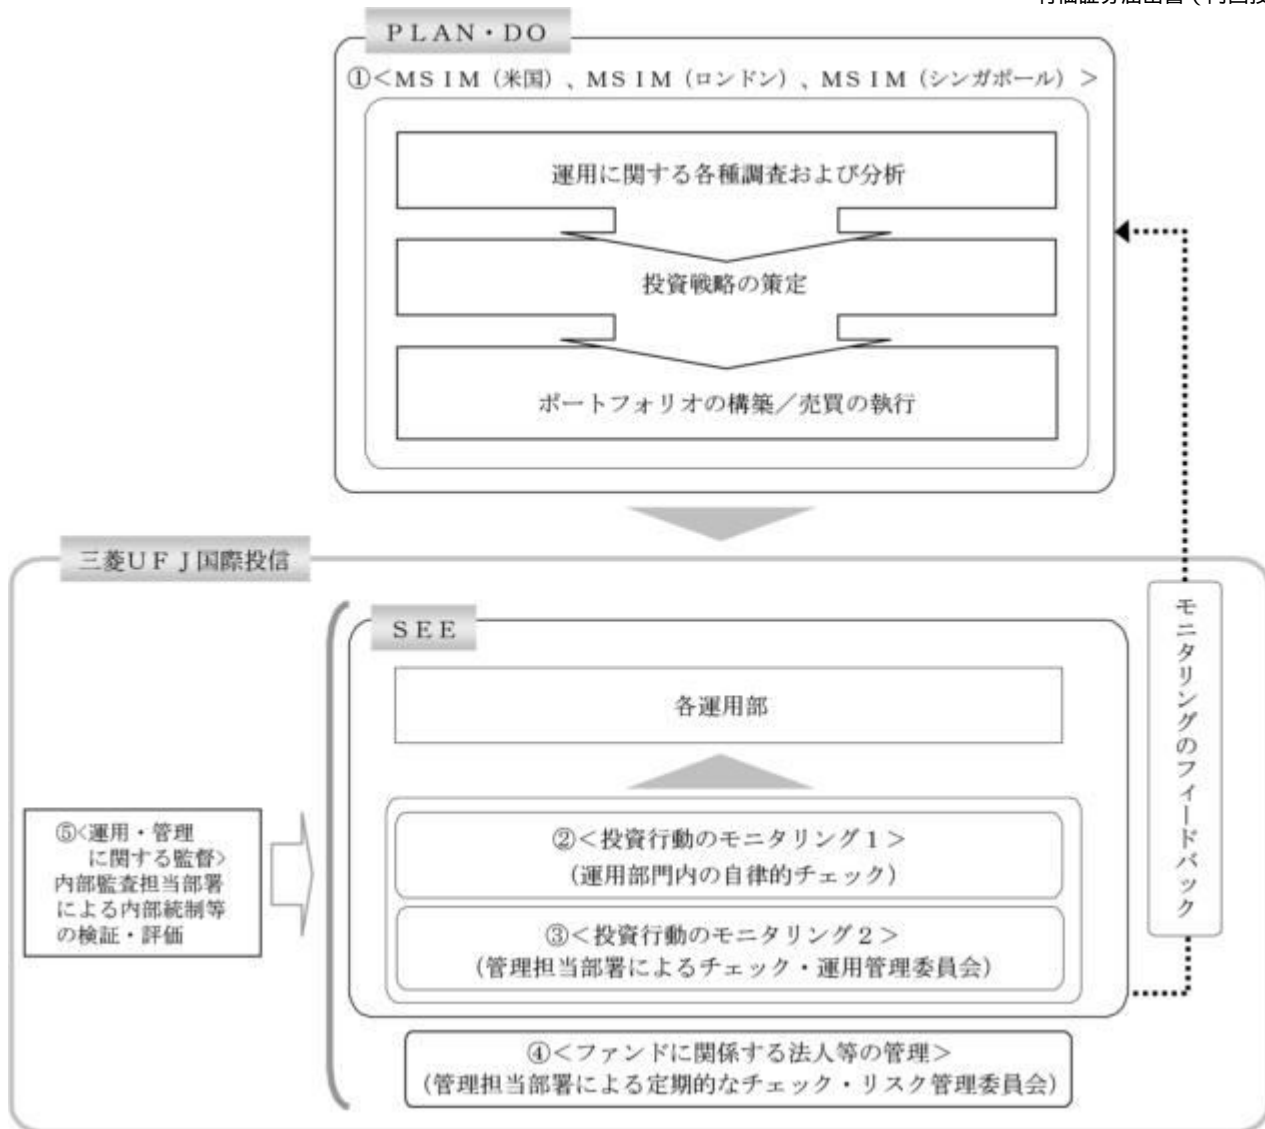 PLAN・DO
①<MSIM(米国)、MSIM(ロンドン)、MSIM(シンガポール)>
運用に関する各種調査および分析
投資戦略の策定
ポートフォリオの構築/売買の執行
三菱UFJ国際投信
SEE
各運用部
②<投資行動のモニタリング1>
(運用部門内の自律的チェック)
③<投資行動のモニタリング2>
(管理担当部署によるチェック・運用管理委員会)
④<ファンドに関係する法人等の管理>
(管理担当部署による定期的なチェック・リスク管理委員会)
⑤<運用・管理
に関する監督>
内部監査担当部署
による内部統制等
の検証・評価
モニタリングのフィードバック